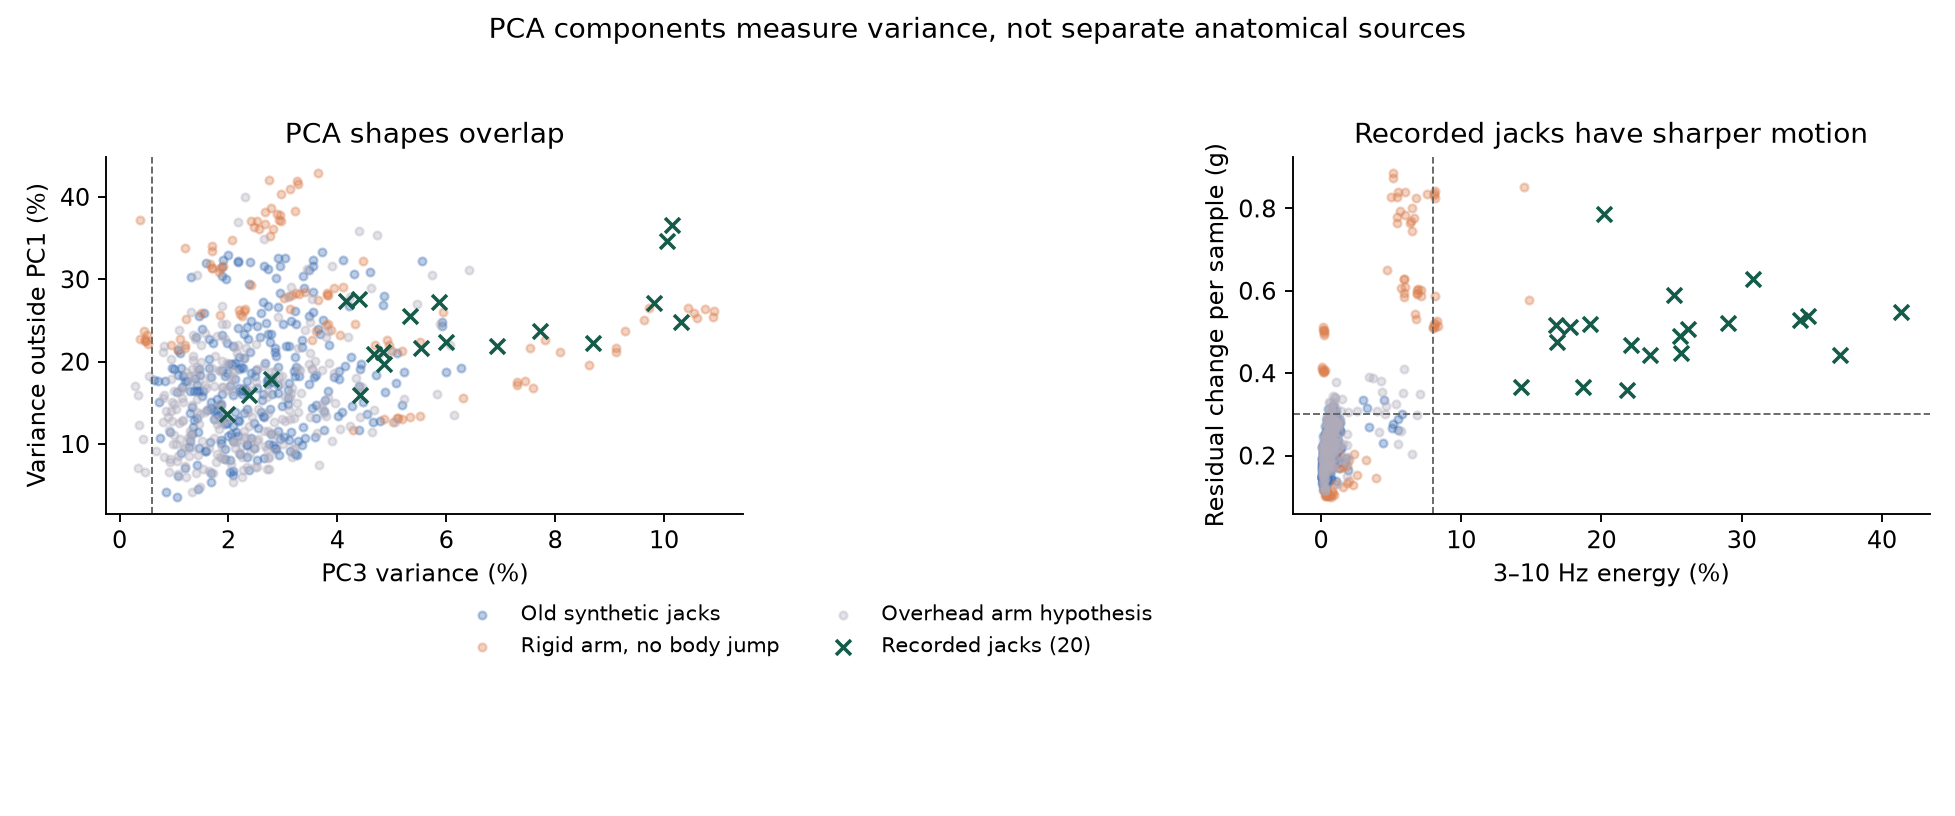 PCA components measure variance, not separate anatomical sources
PCA shapes overlap
Variance outside PC1 (%)
40
30
20
10
0 2 4 6 8 10
PC3 variance (%)
Recorded jacks have sharper motion
Residual change per sample (g)
0.8
0.6
0.4
0.2
0 10 20 30 40
3–10 Hz energy (%)
Old synthetic jacks
Rigid arm, no body jump
Overhead arm hypothesis
Recorded jacks (20)